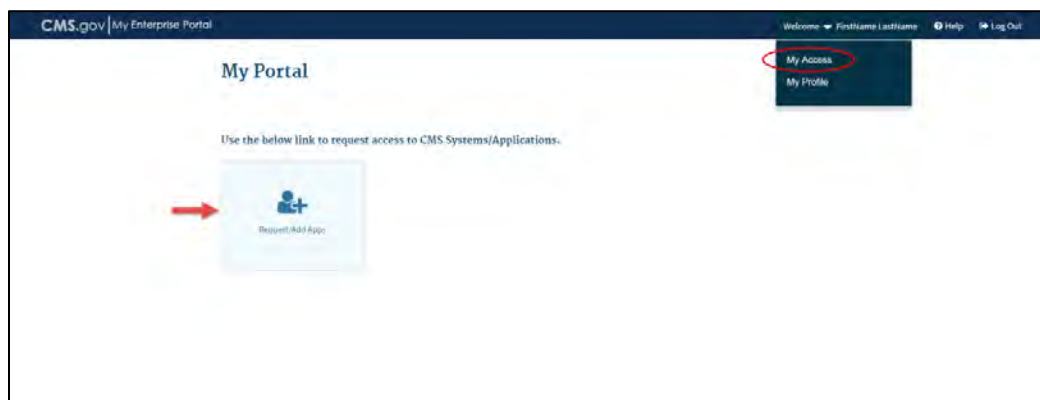 CMS.gov | My Enterprise Portal
Welcome FirstName LastName
Help
Log Out
My Access
My Profile
My Portal
Use the below link to request access to CMS Systems/Applications.
Request/Add Apps